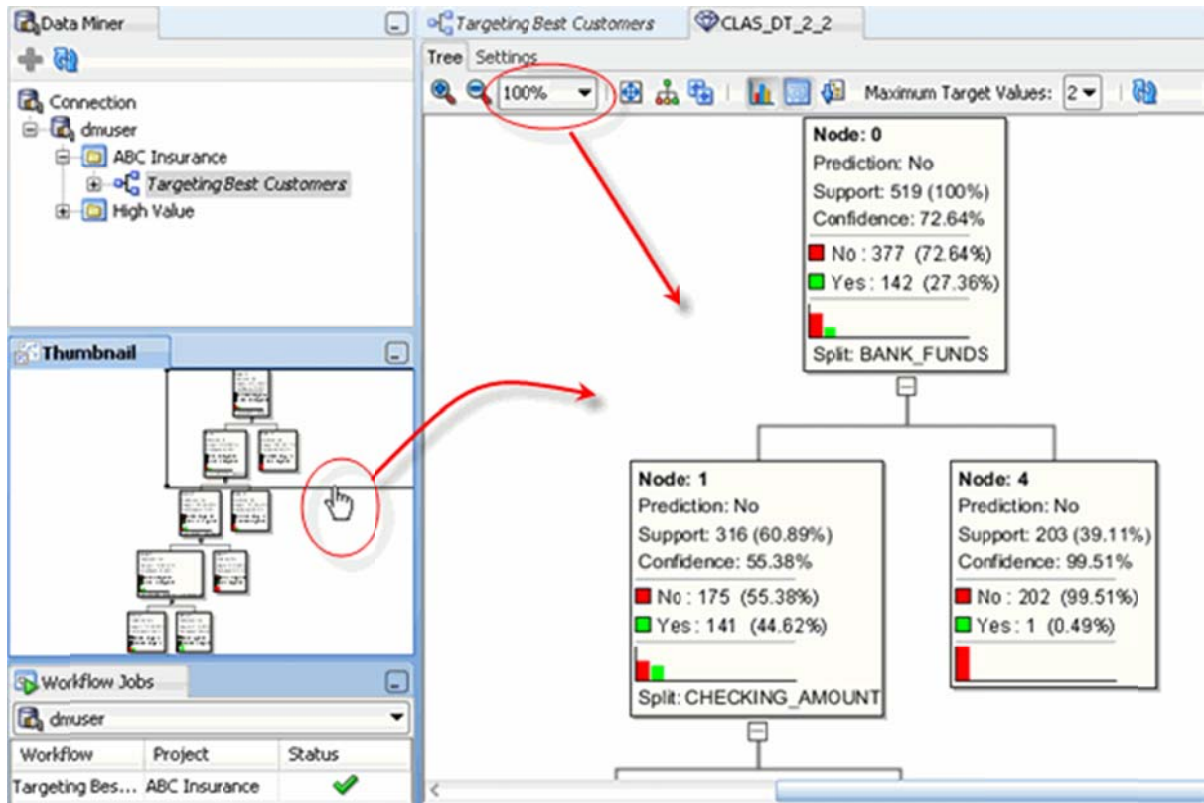 Data Miner
Connection
dmuser
ABC Insurance
Targeting Best Customers
High Value
Thumbnail
Workflow Jobs
dmuser
Workflow Project Status
Targeting Bes... ABC Insurance
Targeting Best Customers CLAS_DT_2_2
Tree Settings
100% Maximum Target Values: 2
Node: 0
Prediction: No
Support: 519 (100%)
Confidence: 72.64%
No : 377 (72.64%)
Yes : 142 (27.36%)
Split: BANK_FUNDS
Node: 1
Prediction: No
Support: 316 (60.89%)
Confidence: 55.38%
No : 175 (55.38%)
Yes : 141 (44.62%)
Split: CHECKING_AMOUNT
Node: 4
Prediction: No
Support: 203 (39.11%)
Confidence: 99.51%
No : 202 (99.51%)
Yes : 1 (0.49%)